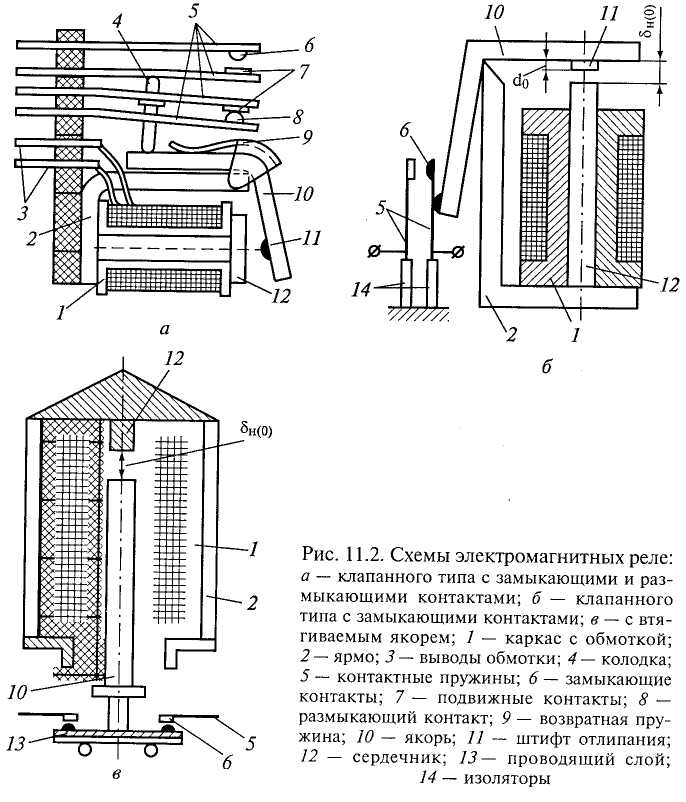 5
4
6
7
8
9
3
10
2
11
1
12
а
10
11
δн(0)
d0
6
5
12
14
2
1
б
12
δн(0)
1
2
10
13
6
5
в
Рис. 11.2. Схемы электромагнитных реле:
а — клапанного типа с замыкающими и раз-
мыкающими контактами; б — клапанного
типа с замыкающими контактами; в — с втя-
гиваемым якорем; 1 — каркас с обмоткой;
2 — ярмо; 3 — выводы обмотки; 4 — колодка;
5 — контактные пружины; 6 — замыкающие
контакты; 7 — подвижные контакты; 8 —
размыкающий контакт; 9 — возвратная пру-
жина; 10 — якорь; 11 — штифт отлипания;
12 — сердечник; 13 — проводящий слой;
14 — изоляторы